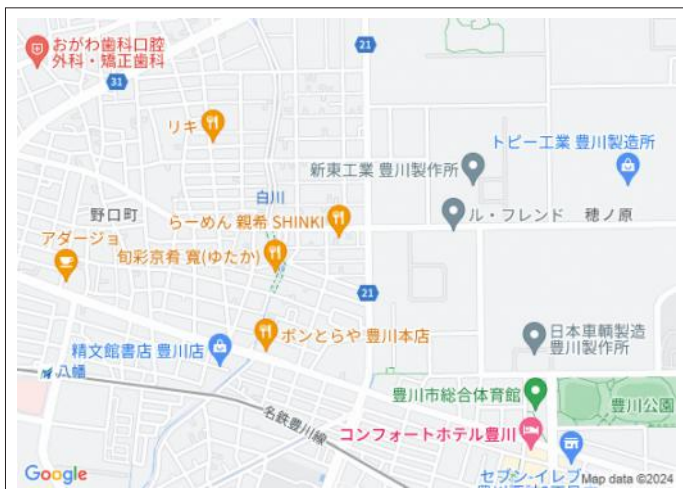 おがわ歯科口腔
外科・矯正歯科
21
31
リキ
トピー工業 豊川製造所
新東工業 豊川製作所
白川
野口町
らーめん 親希 SHINKI
ル・フレンド 穂ノ原
アダージョ
旬彩京肴 寛(ゆたか)
21
ボンとらや 豊川本店
日本車輌製造
豊川製作所
精文館書店 豊川店
八幡
豊川市総合体育館
豊川公園
名鉄豊川線
コンフォートホテル豊川
セブン-イレブ
Google
Map data ©2024